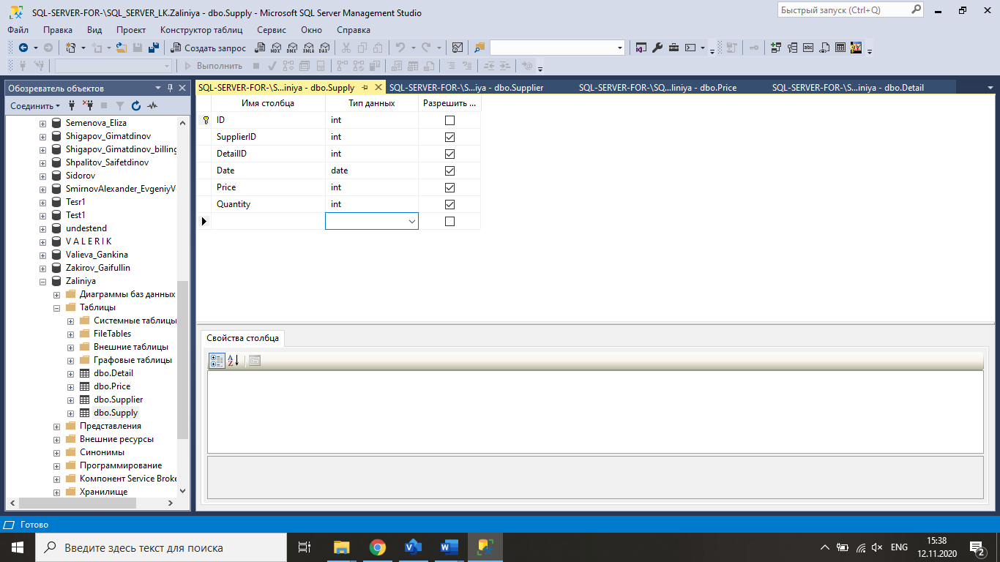 SQL-SERVER-FOR-\SQL_SERVER_LK.Zaliniya - dbo.Supply - Microsoft SQL Server Management Studio
Быстрый запуск (Ctrl+Q)
Файл Правка Вид Проект Конструктор таблиц Сервис Окно Справка
Создать запрос MDX DMX XMLA DAX
Выполнить
Обозреватель объектов
Соединить
SQL-SERVER-FOR-\S...iniya - dbo.Supply SQL-SERVER-FOR-\S...iya - dbo.Supplier SQL-SERVER-FOR-\SQ...liniya - dbo.Price SQL-SERVER-FOR-\S...iniya - dbo.Detail
Имя столбца Тип данных Разрешить ...
ID int
SupplierID int
DetailID int
Date date
Price int
Quantity int
Semenova_Eliza
Shigapov_Gimatdinov
Shigapov_Gimatdinov_billing
Shpalitov_Saifetdinov
Sidorov
SmirnovAlexander_EvgeniyV
Tesr1
Test1
undestend
V A L E R I K
Valieva_Gankina
Zakirov_Gaifullin
Zaliniya
Диаграммы баз данных
Таблицы
Системные таблицы
FileTables
Внешние таблицы
Графовые таблицы
dbo.Detail
dbo.Price
dbo.Supplier
dbo.Supply
Представления
Внешние ресурсы
Синонимы
Программирование
Компонент Service Broke
Хранилище
Свойства столбца
Готово
Введите здесь текст для поиска
ENG
15:38
12.11.2020
2